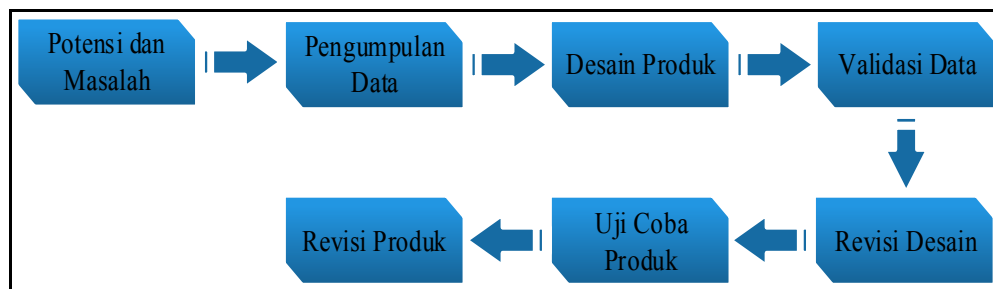 Potensi dan
Masalah
Pengumpulan
Data
Desain Produk
Validasi Data
Revisi Desain
Uji Coba
Produk
Revisi Produk